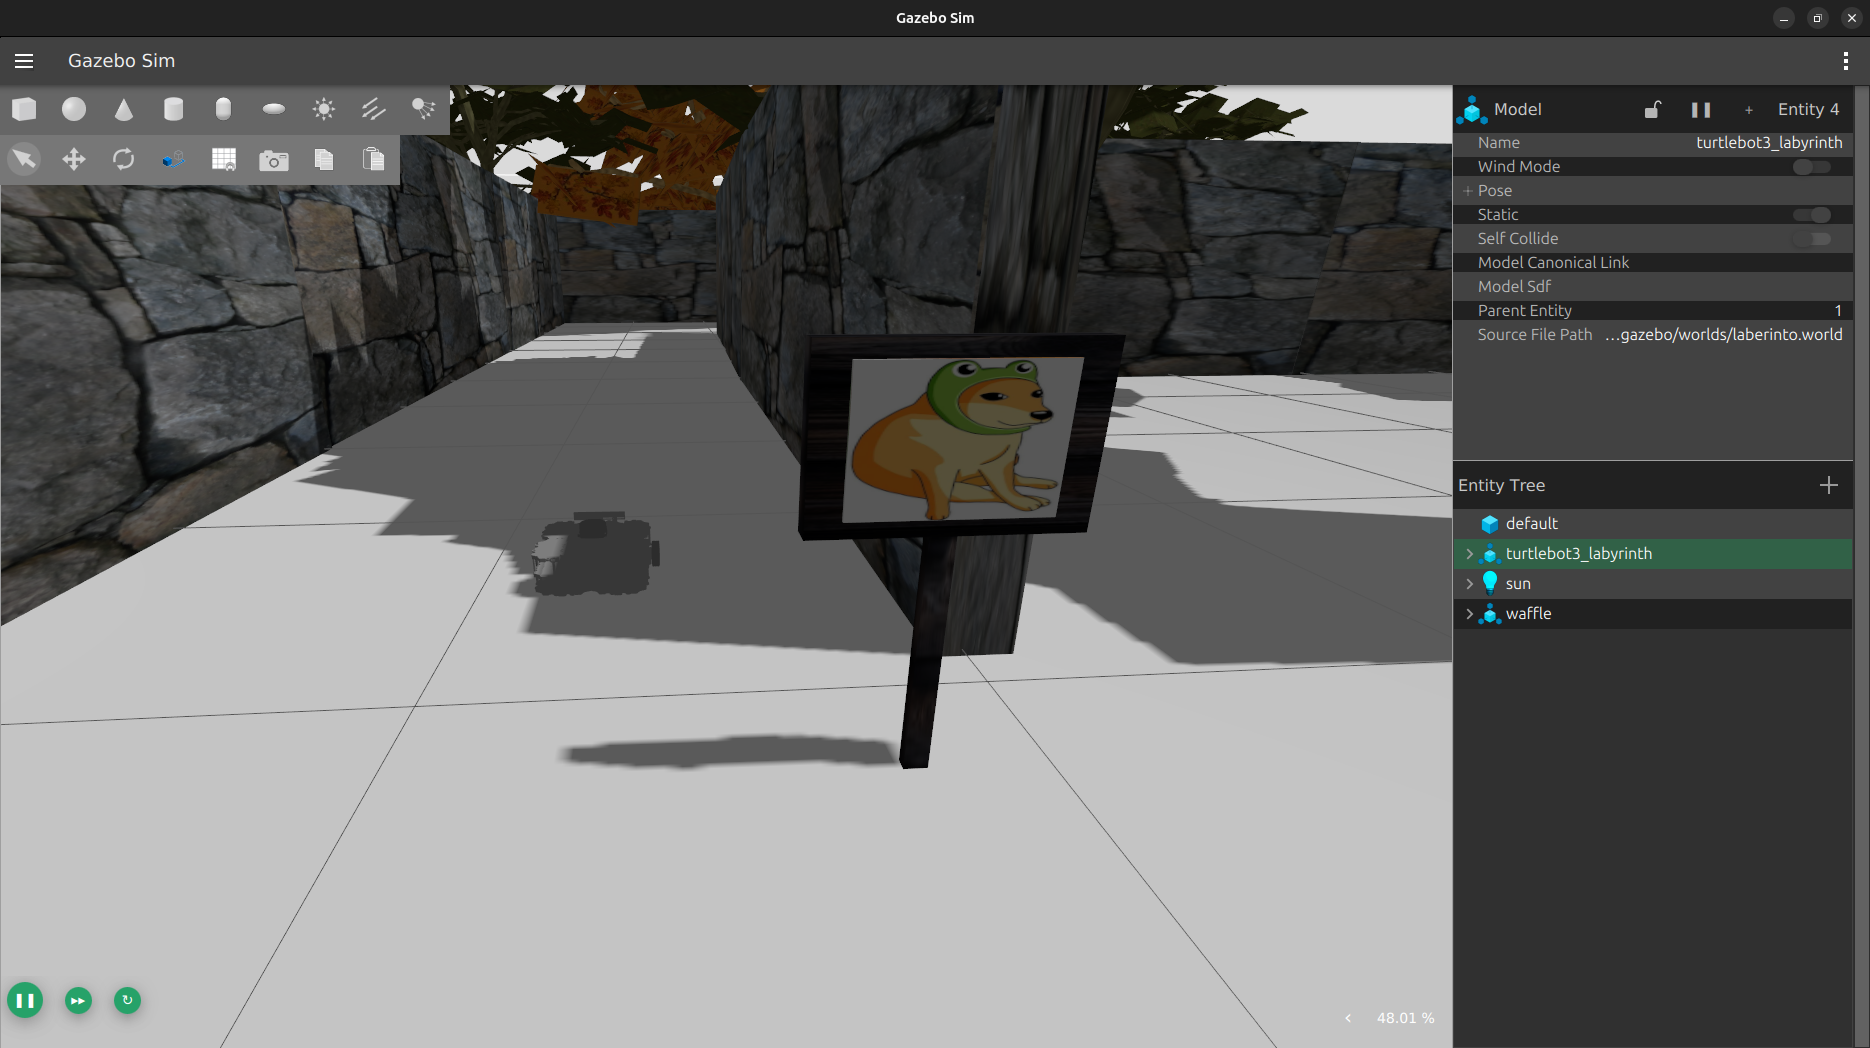 Gazebo Sim
Gazebo Sim
Model
Entity 4
Name turtlebot3_labyrinth
Wind Mode
Pose
Static
Self Collide
Model Canonical Link
Model Sdf
Parent Entity 1
Source File Path ...gazebo/worlds/laberinto.world
Entity Tree
default
turtlebot3_labyrinth
sun
waffle
48.01 %